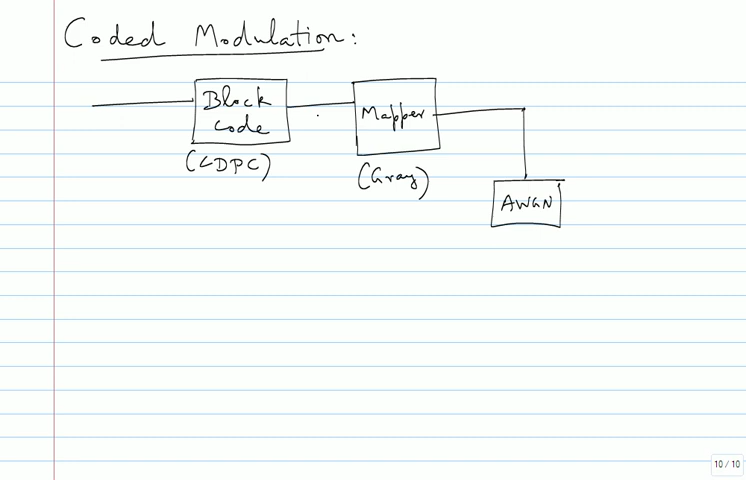 Coded Modulation:
Block
code
(LDPC)
Mapper
(Gray)
AWGN
10 / 10